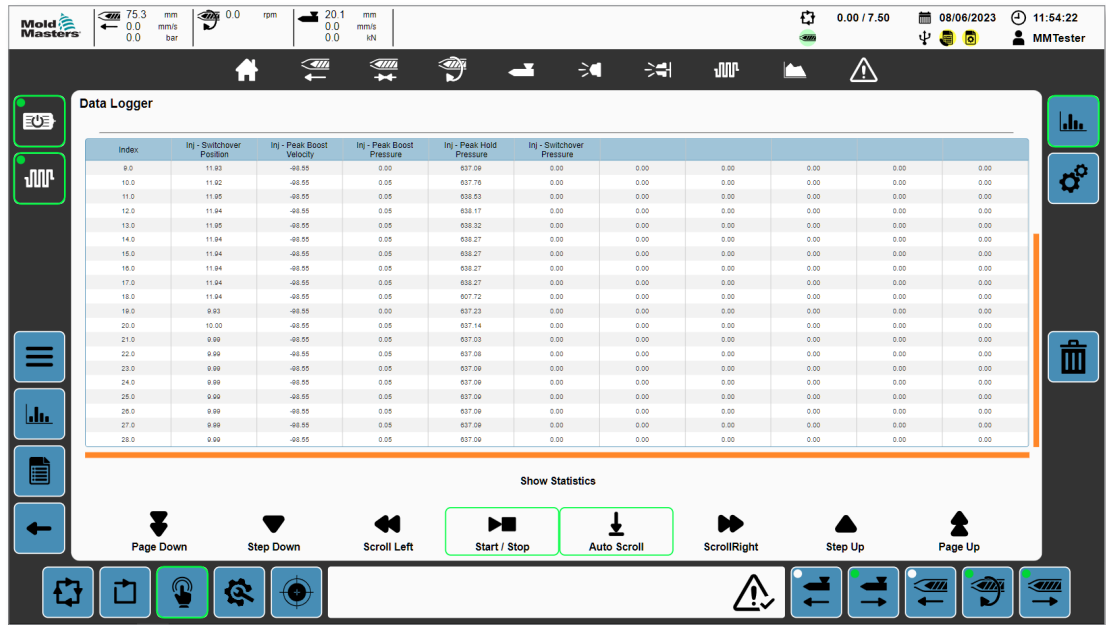 Mold Masters 75.3 mm 0.0 rpm 20.1 mm 0.00 / 7.50 08/06/2023 11:54:22
0.0 mm/s 0.0 mm/s
0.0 bar 0.0 kN MMTester
Data Logger
Index Inj - Switchover Position Inj - Peak Boost Velocity Inj - Peak Boost Pressure Inj - Peak Hold Pressure Inj - Switchover Pressure
9.0 11.93 -98.55 0.00 637.09 0.00 0.00 0.00 0.00 0.00 0.00
10.0 11.92 -98.55 0.05 637.76 0.00 0.00 0.00 0.00 0.00 0.00
11.0 11.95 -98.55 0.05 638.53 0.00 0.00 0.00 0.00 0.00 0.00
12.0 11.94 -98.55 0.05 638.17 0.00 0.00 0.00 0.00 0.00 0.00
13.0 11.95 -98.55 0.05 638.32 0.00 0.00 0.00 0.00 0.00 0.00
14.0 11.94 -98.55 0.05 638.27 0.00 0.00 0.00 0.00 0.00 0.00
15.0 11.94 -98.55 0.05 638.27 0.00 0.00 0.00 0.00 0.00 0.00
16.0 11.94 -98.55 0.05 638.27 0.00 0.00 0.00 0.00 0.00 0.00
17.0 11.94 -98.55 0.05 638.27 0.00 0.00 0.00 0.00 0.00 0.00
18.0 11.94 -98.55 0.05 607.72 0.00 0.00 0.00 0.00 0.00 0.00
19.0 9.93 -98.55 0.00 637.23 0.00 0.00 0.00 0.00 0.00 0.00
20.0 10.00 -98.55 0.05 637.14 0.00 0.00 0.00 0.00 0.00 0.00
21.0 9.99 -98.55 0.05 637.03 0.00 0.00 0.00 0.00 0.00 0.00
22.0 9.99 -98.55 0.05 637.08 0.00 0.00 0.00 0.00 0.00 0.00
23.0 9.99 -98.55 0.05 637.09 0.00 0.00 0.00 0.00 0.00 0.00
24.0 9.99 -98.55 0.05 637.09 0.00 0.00 0.00 0.00 0.00 0.00
25.0 9.99 -98.55 0.05 637.09 0.00 0.00 0.00 0.00 0.00 0.00
26.0 9.99 -98.55 0.05 637.09 0.00 0.00 0.00 0.00 0.00 0.00
27.0 9.99 -98.55 0.05 637.09 0.00 0.00 0.00 0.00 0.00 0.00
28.0 9.99 -98.55 0.05 637.09 0.00 0.00 0.00 0.00 0.00 0.00
Show Statistics
Page Down Step Down Scroll Left Start / Stop Auto Scroll ScrollRight Step Up Page Up